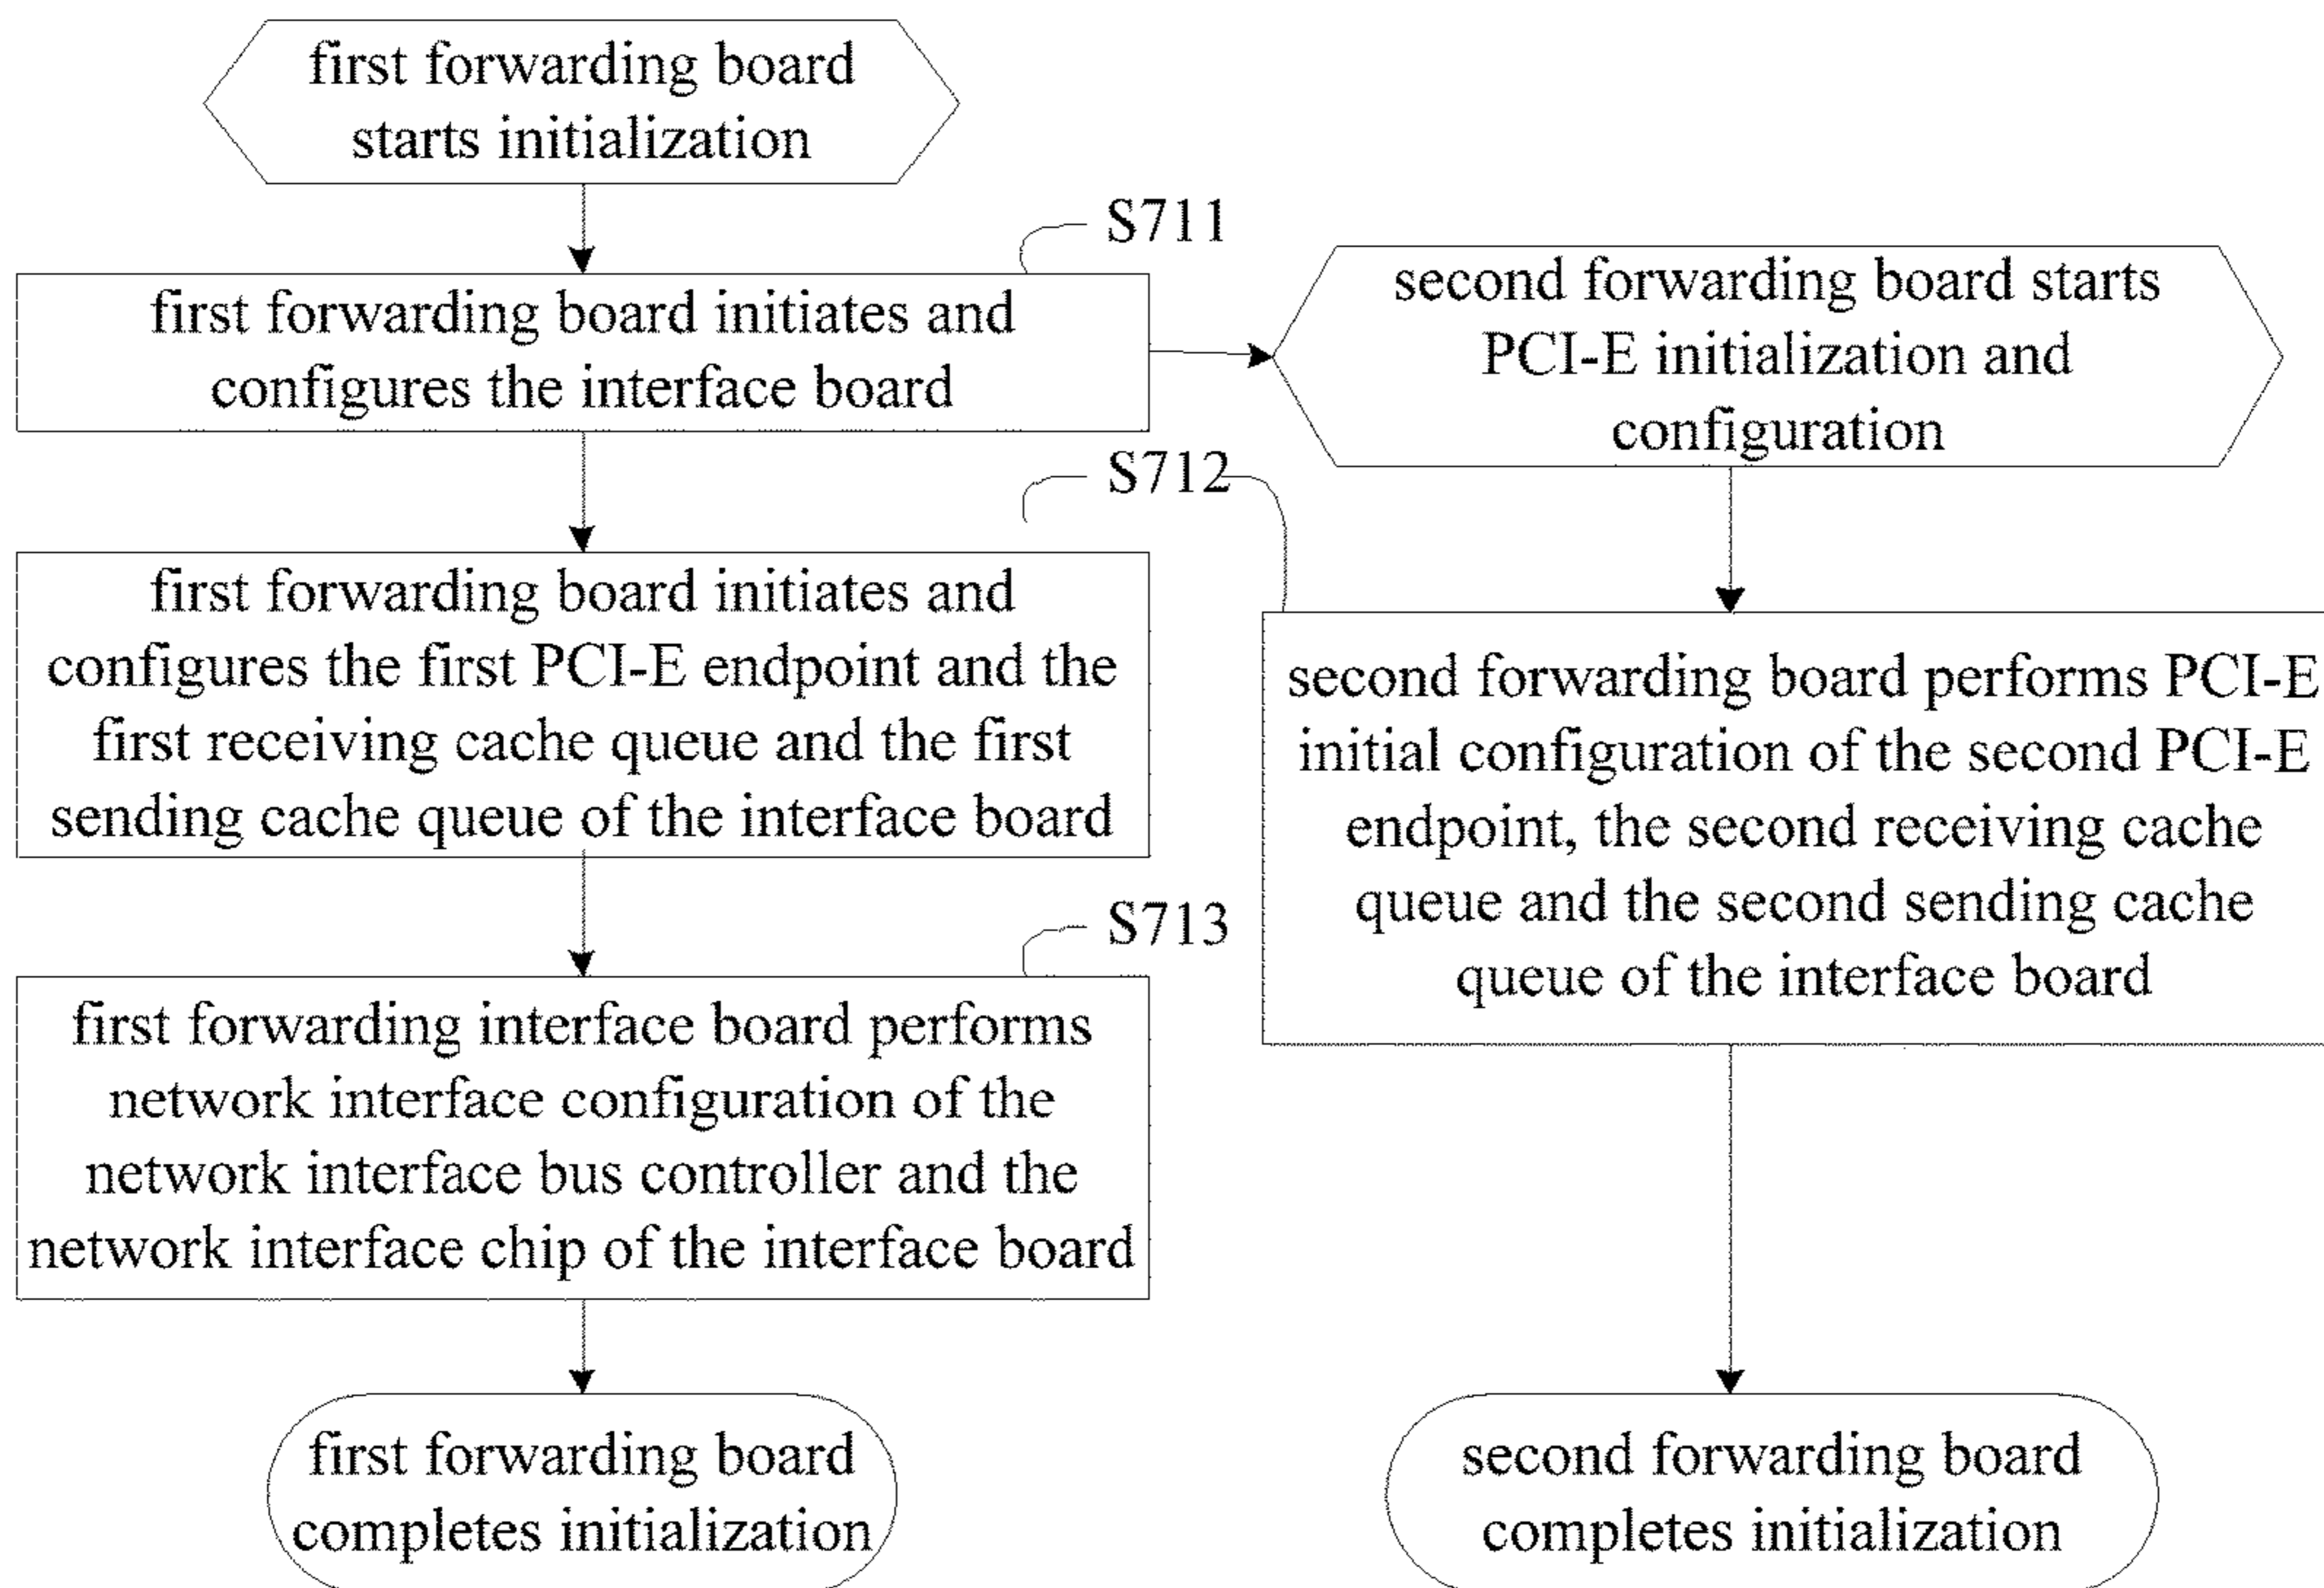 first forwarding board
starts initialization
S711
first forwarding board initiates and
configures the interface board
second forwarding board starts
PCI-E initialization and
configuration
S712
first forwarding board initiates and
configures the first PCI-E endpoint and the
first receiving cache queue and the first
sending cache queue of the interface board
second forwarding board performs PCI-E
initial configuration of the second PCI-E
endpoint, the second receiving cache
queue and the second sending cache
queue of the interface board
S713
first forwarding interface board performs
network interface configuration of the
network interface bus controller and the
network interface chip of the interface board
first forwarding board
completes initialization
second forwarding board
completes initialization